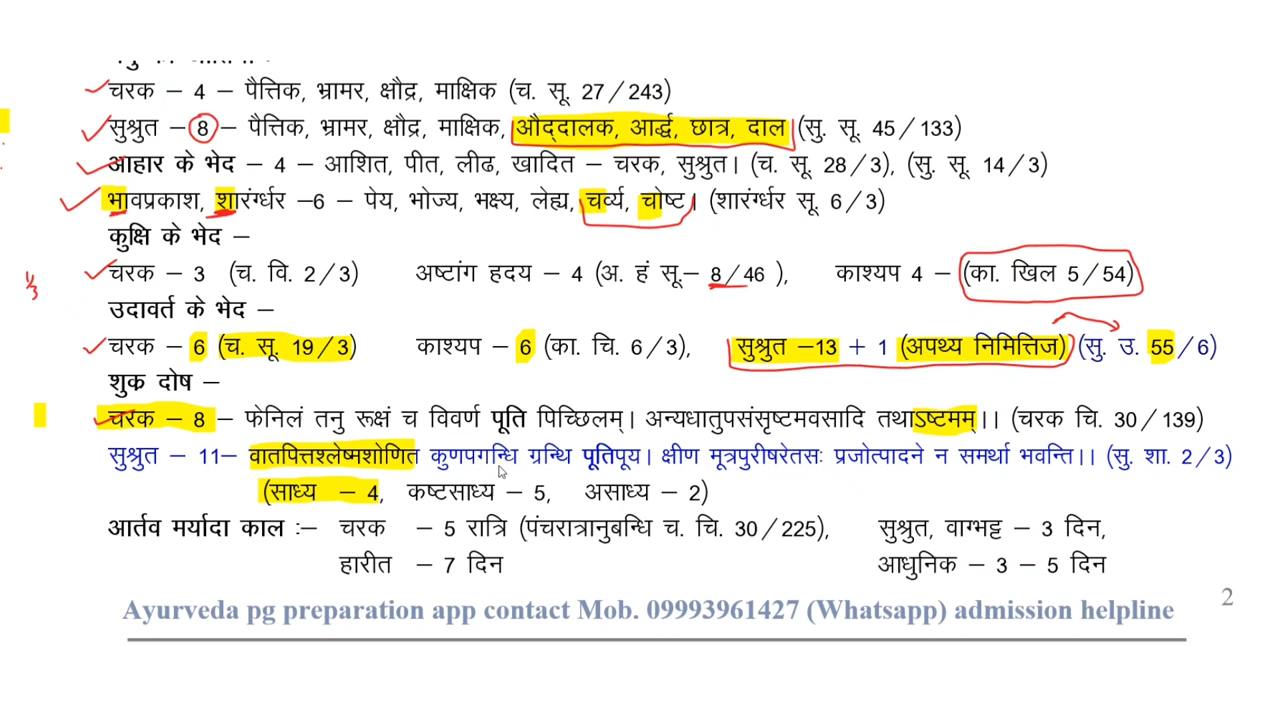 चरक – 4 – पैत्तिक, भ्रामर, क्षौद्र, माक्षिक (च. सू. 27/243)
सुश्रुत – 8 – पैत्तिक, भ्रामर, क्षौद्र, माक्षिक, औद्दालक, आर्द्ध, छात्र, दाल (सु. सू. 45/133)
आहार के भेद – 4 – आशित, पीत, लीढ, खादित – चरक, सुश्रुत। (च. सू. 28/3), (सु. सू. 14/3)
भावप्रकाश, शारंर्ग्धर –6 – पेय, भोज्य, भक्ष्य, लेह्य, चर्व्य, चोष्ट। (शारंर्ग्धर सू. 6/3)
कुक्षि के भेद –
1/3 चरक – 3 (च. वि. 2/3) अष्टांग हदय – 4 (अ. हं सू.– 8/46 ), काश्यप 4 – (का. खिल 5/54)
उदावर्त के भेद –
चरक – 6 (च. सू. 19/3) काश्यप – 6 (का. चि. 6/3), सुश्रुत –13 + 1 (अपथ्य निमित्तिज) (सु. उ. 55/6)
शुक्र दोष –
चरक – 8 – फेनिलं तनु रूक्षं च विवर्ण पूति पिच्छिलम्। अन्यधातुपसंसृष्टमवसादि तथाऽष्टमम्।। (चरक चि. 30/139)
सुश्रुत – 11– वातपित्तश्लेष्मशोणित कुणपगन्धि ग्रन्थि पूतिपूय। क्षीण मूत्रपुरीषरेतसः प्रजोत्पादने न समर्था भवन्ति।। (सु. शा. 2/3)
(साध्य – 4, कष्टसाध्य – 5, असाध्य – 2)
आर्तव मर्यादा काल :– चरक – 5 रात्रि (पंचरात्रानुबन्धि च. चि. 30/225), सुश्रुत, वाग्भट्ट – 3 दिन,
हारीत – 7 दिन आधुनिक – 3 – 5 दिन
Ayurveda pg preparation app contact Mob. 09993961427 (Whatsapp) admission helpline
2